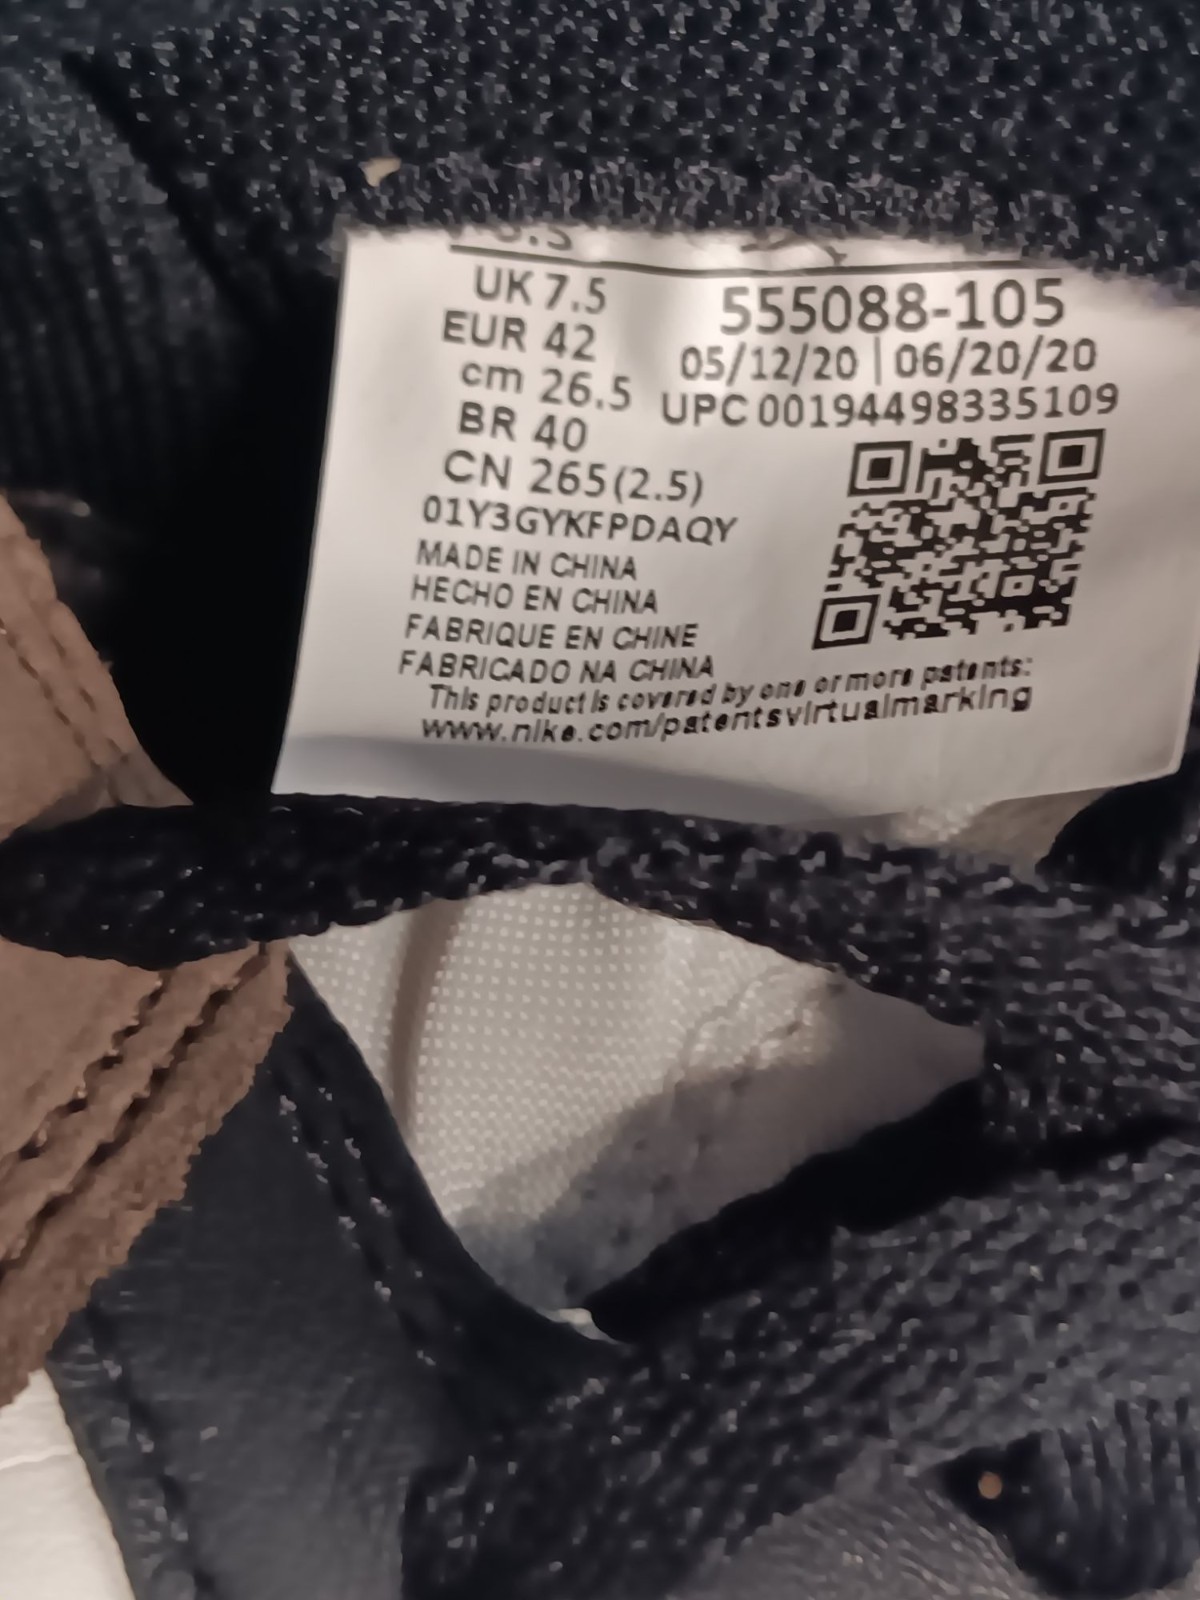 UK 7.5
EUR 42
cm 26.5
BR 40
CN 265(2.5)
01Y3GYKFPDAQY
MADE IN CHINA
HECHO EN CHINA
FABRIQUE EN CHINE
FABRICADO NA CHINA
555088-105
05/12/20 | 06/20/20
UPC 00194498335109
This product is covered by one or more patents:
www.nike.com/patentsvirtualmarking